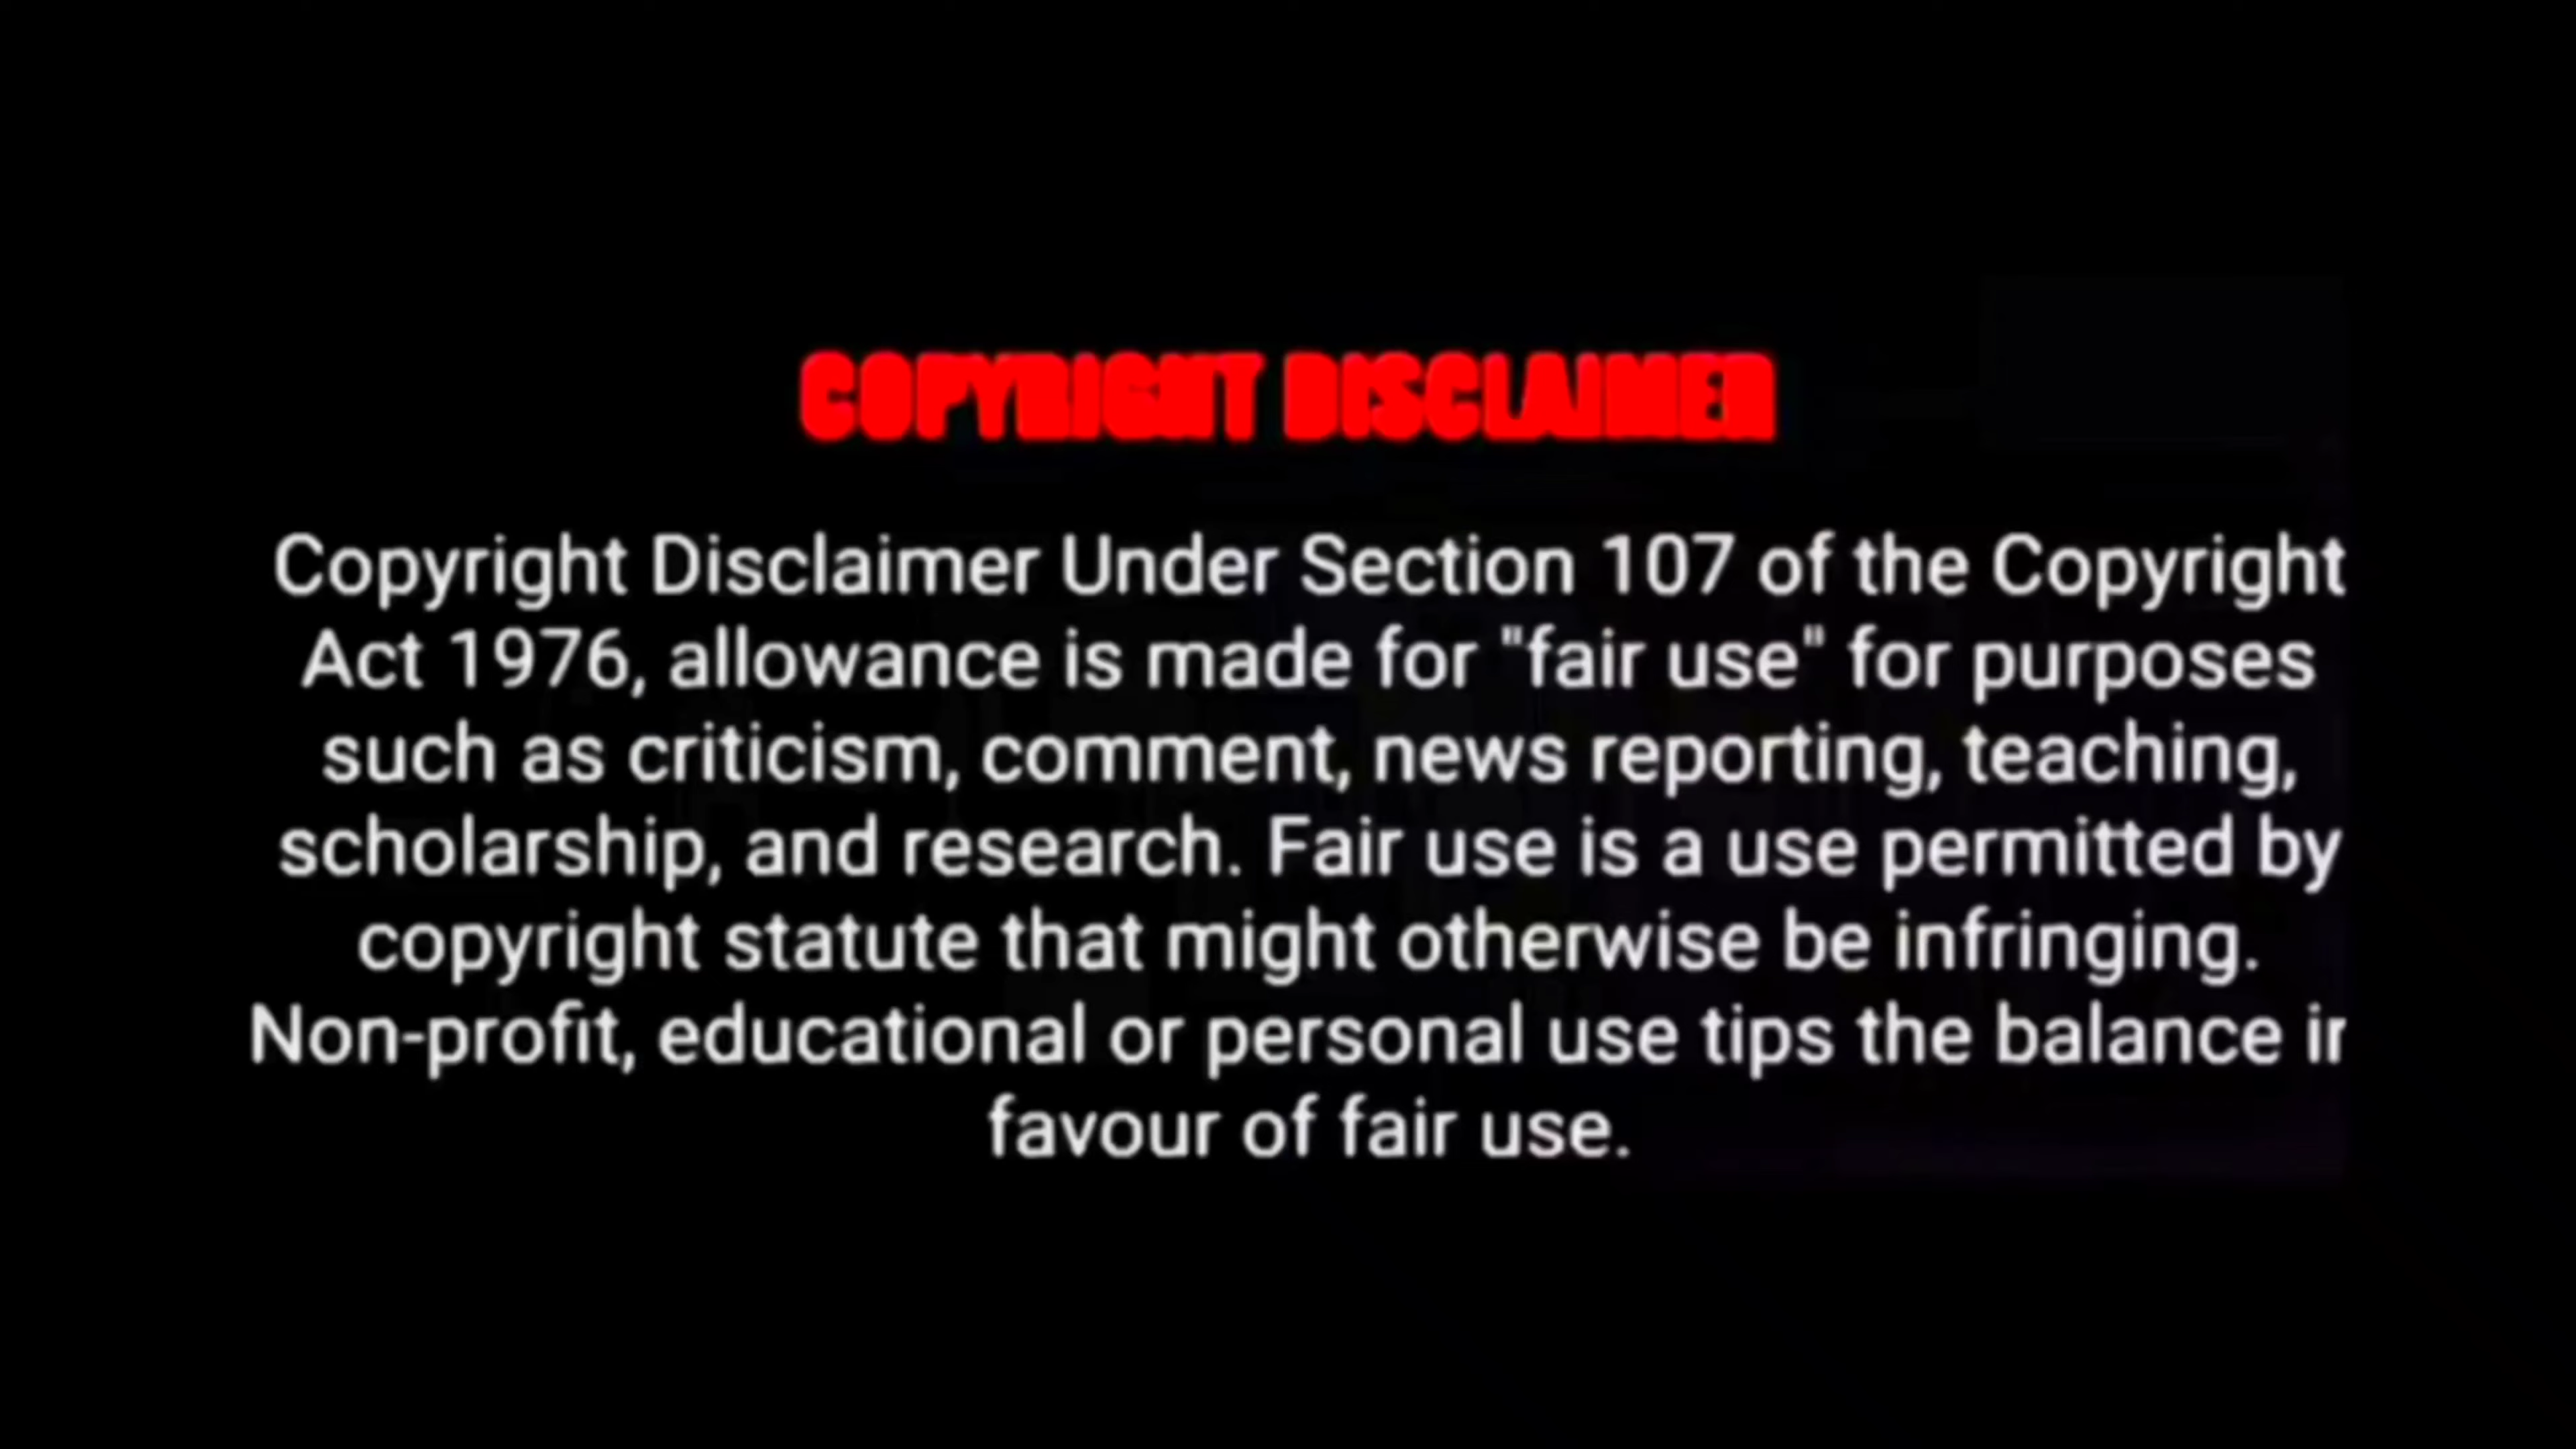 COPYRIGHT DISCLAIMER
Copyright Disclaimer Under Section 107 of the Copyright
Act 1976, allowance is made for "fair use" for purposes
such as criticism, comment, news reporting, teaching,
scholarship, and research. Fair use is a use permitted by
copyright statute that might otherwise be infringing.
Non-profit, educational or personal use tips the balance in
favour of fair use.